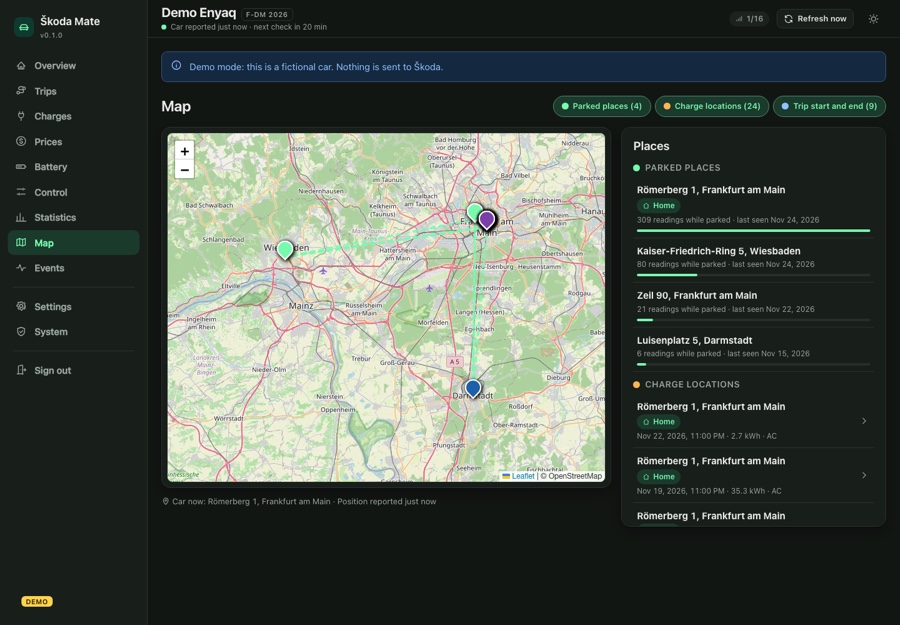 Škoda Mate
v0.1.0
Overview
Trips
Charges
Prices
Battery
Control
Statistics
Map
Events
Settings
System
Sign out
DEMO
Demo Enyaq
F-DM 2026
Car reported just now · next check in 20 min
1/16
Refresh now
Demo mode: this is a fictional car. Nothing is sent to Škoda.
Map
Parked places (4)
Charge locations (24)
Trip start and end (9)
+
−
Bad Homburg
vor der Höhe
Nidderau
Idstein
Oberursel
(Taunus)
Königstein
im Taunus
Bad Vilbel
Niedernhausen
Schwalbach
am Taunus
Bischofsheim
Bad Schwalbach
Kelkheim
(Taunus)
Mühlheim
am Main
Hanau
Schlangenbad
Hattersheim
am Main
Neu-Isenburg
Heusenstamm
Eltville
Rodgau
Mainz
Rüsselsheim
am Main
Langen (Hessen)
Mörfelden
Egelsbach
Ingelheim
am Rhein
Trebur
Groß-Gerau
A 5
Dieburg
Nieder-Olm
Nierstein
Oppenheim
Roßdorf
Wörrstadt
Ober-Ramstadt
Pfungstadt
Seeheim
Leaflet | © OpenStreetMap
Car now: Römerberg 1, Frankfurt am Main · Position reported just now
Places
PARKED PLACES
Römerberg 1, Frankfurt am Main
Home
309 readings while parked · last seen Nov 24, 2026
Kaiser-Friedrich-Ring 5, Wiesbaden
80 readings while parked · last seen Nov 24, 2026
Zeil 90, Frankfurt am Main
21 readings while parked · last seen Nov 22, 2026
Luisenplatz 5, Darmstadt
6 readings while parked · last seen Nov 15, 2026
CHARGE LOCATIONS
Römerberg 1, Frankfurt am Main
Home
Nov 22, 2026, 11:00 PM · 2.7 kWh · AC
Römerberg 1, Frankfurt am Main
Home
Nov 19, 2026, 11:00 PM · 35.3 kWh · AC
Römerberg 1, Frankfurt am Main